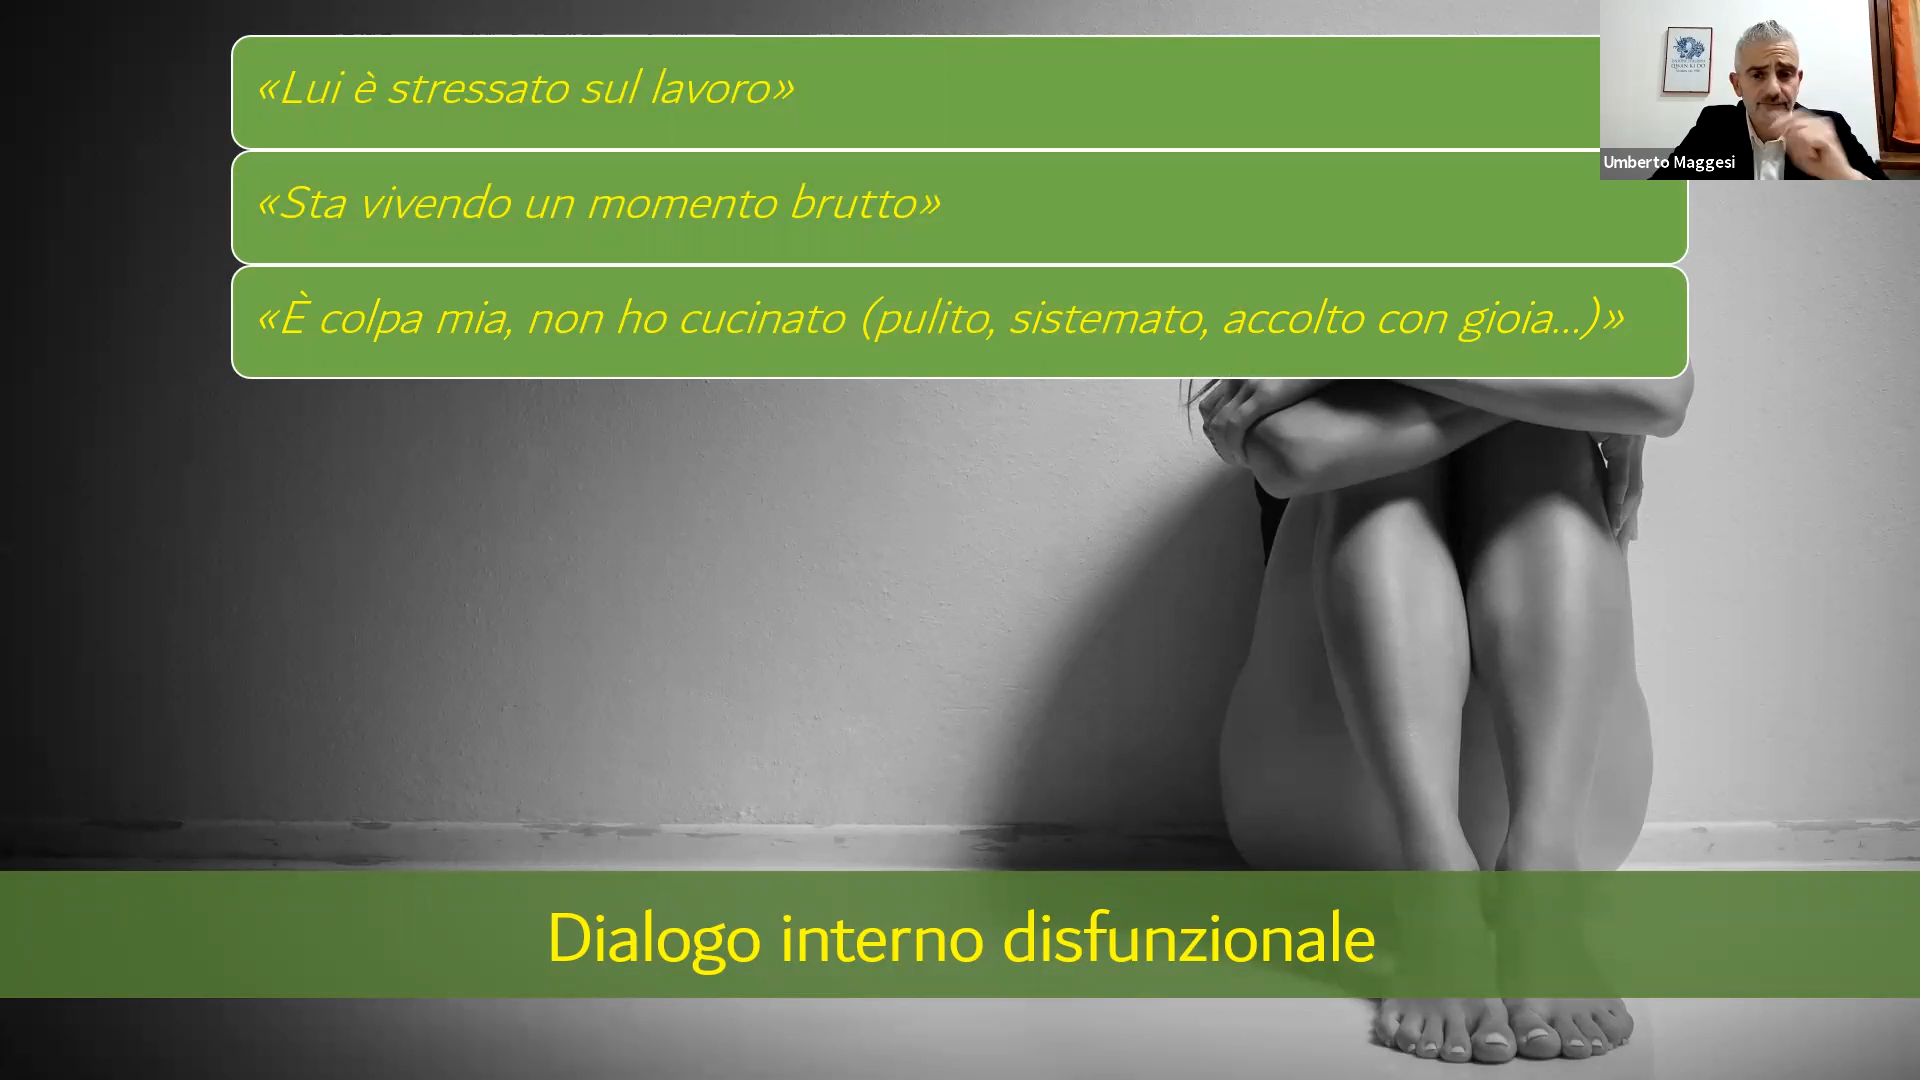 «Lui è stressato sul lavoro»
«Sta vivendo un momento brutto»
«È colpa mia, non ho cucinato (pulito, sistemato, accolto con gioia...)»
Umberto Maggesi
Dialogo interno disfunzionale